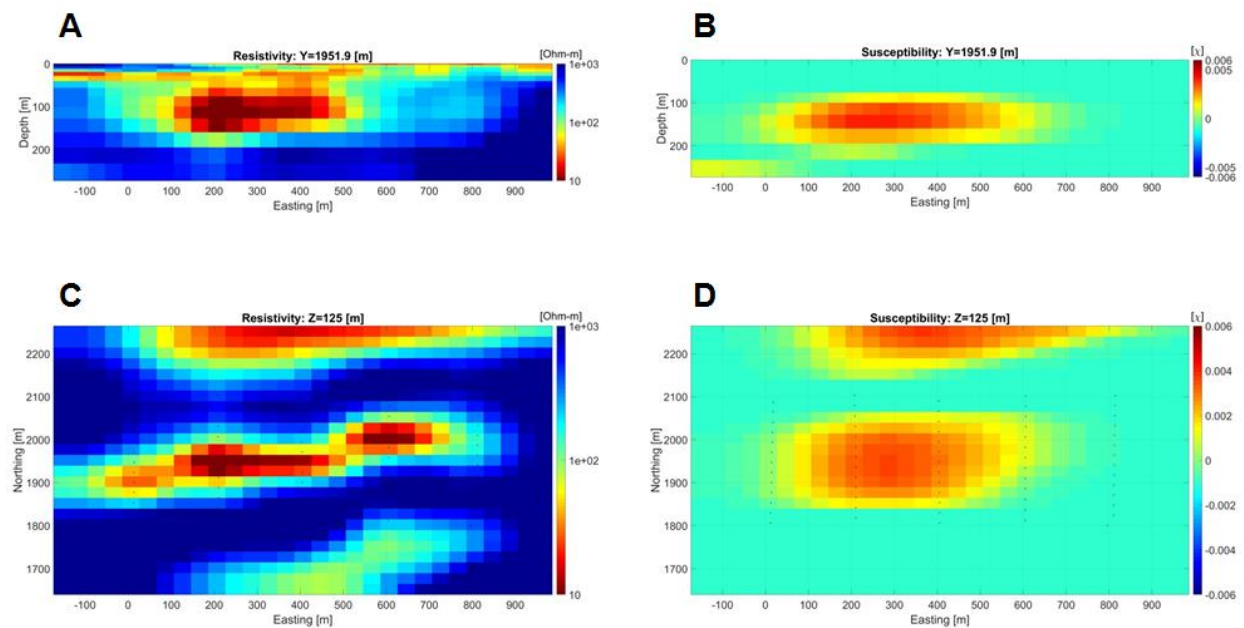 A
B
Resistivity: Y=1951.9 [m]
[Ohm-m]
0
100
200
Depth [m]
-100 0 100 200 300 400 500 600 700 800 900
Easting [m]
1e+03
1e+02
10
Susceptibility: Y=1951.9 [m]
[χ]
0
100
200
Depth [m]
-100 0 100 200 300 400 500 600 700 800 900
Easting [m]
0.006
0.005
0
-0.005
-0.006
C
D
Resistivity: Z=125 [m]
[Ohm-m]
2200
2100
2000
1900
1800
1700
Northing [m]
-100 0 100 200 300 400 500 600 700 800 900
Easting [m]
1e+03
1e+02
10
Susceptibility: Z=125 [m]
[χ]
2200
2100
2000
1900
1800
1700
Northing [m]
-100 0 100 200 300 400 500 600 700 800 900
Easting [m]
0.006
0.004
0.002
0
-0.002
-0.004
-0.006